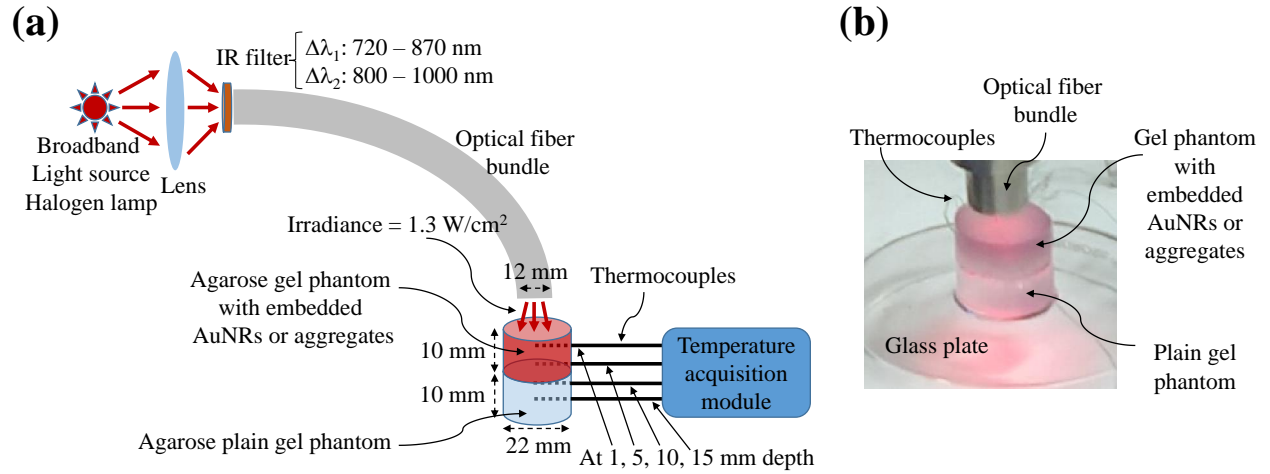 (a)
IR filter
Δλ₁: 720 – 870 nm
Δλ₂: 800 – 1000 nm
Broadband
Light source
Halogen lamp
Lens
Optical fiber
bundle
Irradiance = 1.3 W/cm²
12 mm
Agarose gel phantom
with embedded
AuNRs or aggregates
Thermocouples
10 mm
10 mm
Temperature
acquisition
module
Agarose plain gel phantom
22 mm
At 1, 5, 10, 15 mm depth
(b)
Optical fiber
bundle
Thermocouples
Gel phantom
with
embedded
AuNRs or
aggregates
Glass plate
Plain gel
phantom